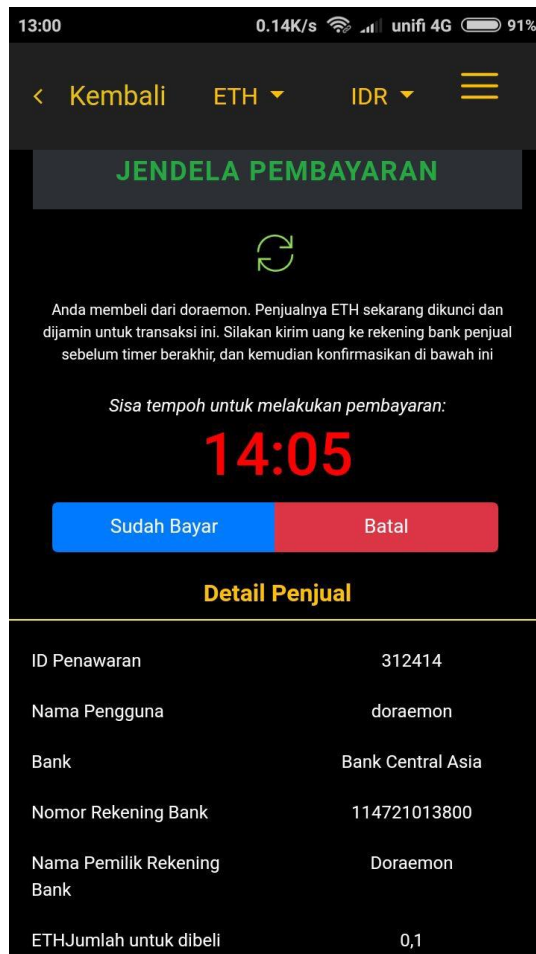 13:00 0.14K/s unifi 4G 91%
Kembali ETH IDR
JENDELA PEMBAYARAN
Anda membeli dari doraemon. Penjualnya ETH sekarang dikunci dan
dijamin untuk transaksi ini. Silakan kirim uang ke rekening bank penjual
sebelum timer berakhir, dan kemudian konfirmasikan di bawah ini
Sisa tempoh untuk melakukan pembayaran:
14:05
Sudah Bayar Batal
Detail Penjual
ID Penawaran 312414
Nama Pengguna doraemon
Bank Bank Central Asia
Nomor Rekening Bank 114721013800
Nama Pemilik Rekening Doraemon
Bank
ETHJumlah untuk dibeli 0,1